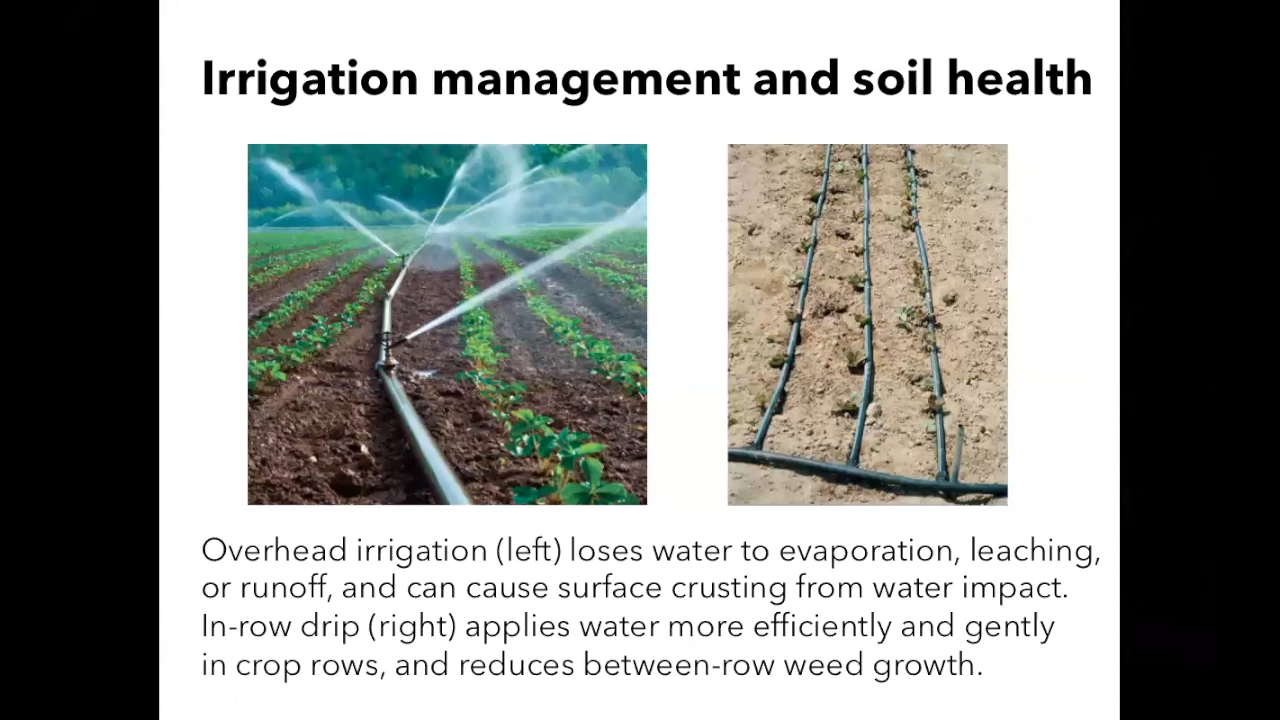 Irrigation management and soil health
Overhead irrigation (left) loses water to evaporation, leaching,
or runoff, and can cause surface crusting from water impact.
In-row drip (right) applies water more efficiently and gently
in crop rows, and reduces between-row weed growth.